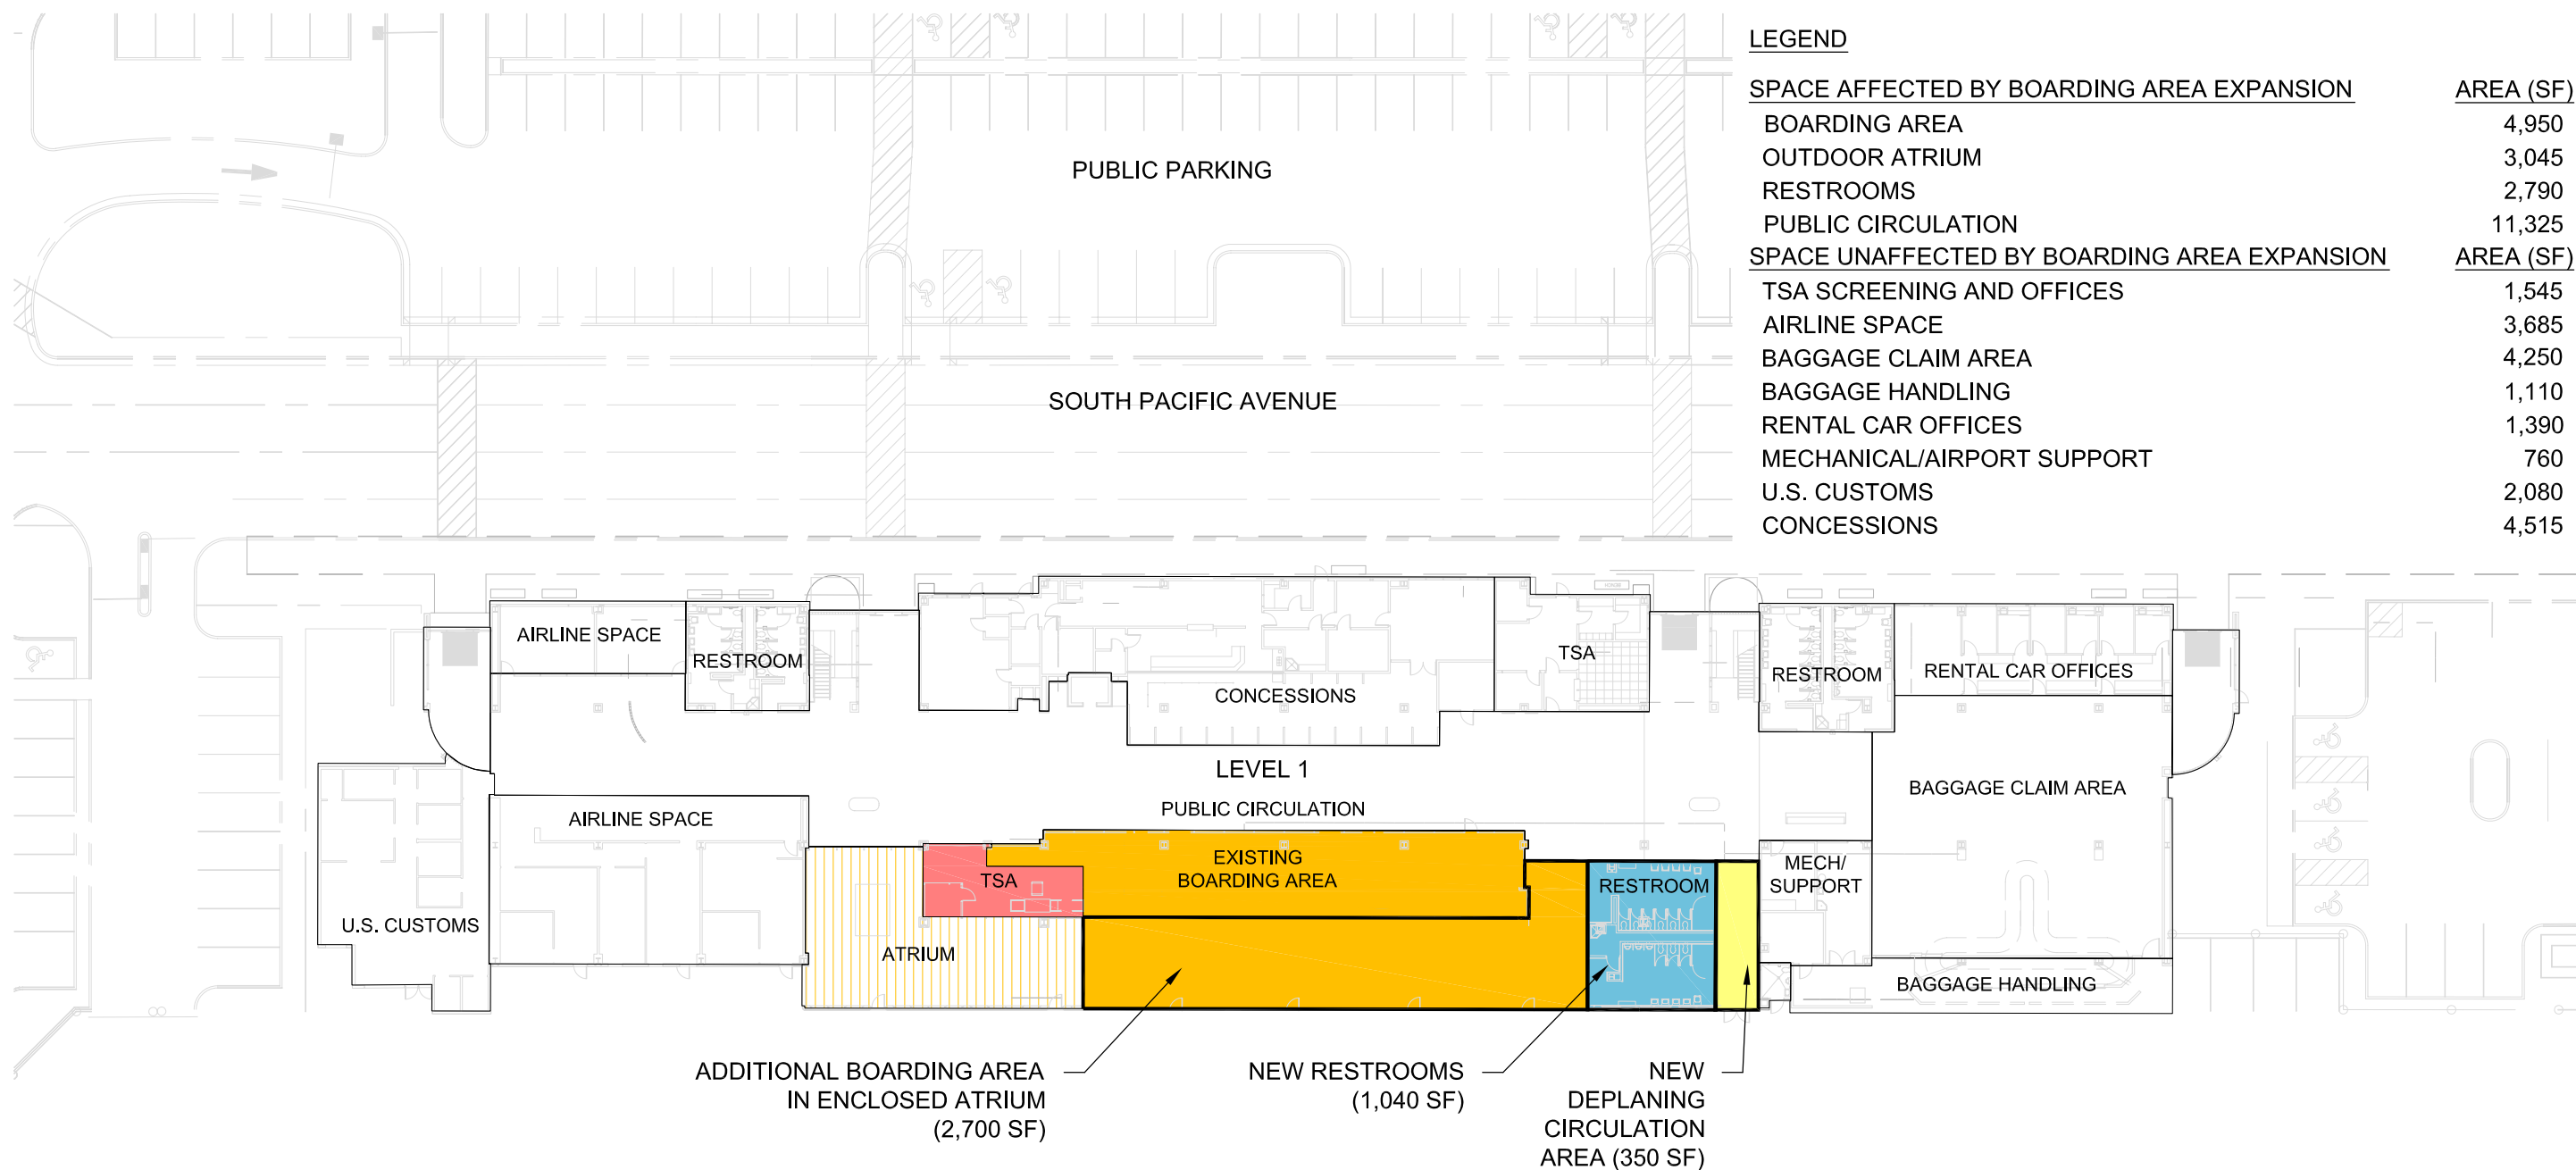 LEGEND
SPACE AFFECTED BY BOARDING AREA EXPANSION AREA (SF)
BOARDING AREA 4,950
OUTDOOR ATRIUM 3,045
RESTROOMS 2,790
PUBLIC CIRCULATION 11,325
SPACE UNAFFECTED BY BOARDING AREA EXPANSION AREA (SF)
TSA SCREENING AND OFFICES 1,545
AIRLINE SPACE 3,685
BAGGAGE CLAIM AREA 4,250
BAGGAGE HANDLING 1,110
RENTAL CAR OFFICES 1,390
MECHANICAL/AIRPORT SUPPORT 760
U.S. CUSTOMS 2,080
CONCESSIONS 4,515
PUBLIC PARKING
SOUTH PACIFIC AVENUE
AIRLINE SPACE
RESTROOM
CONCESSIONS
TSA
RESTROOM
RENTAL CAR OFFICES
LEVEL 1
PUBLIC CIRCULATION
BAGGAGE CLAIM AREA
AIRLINE SPACE
U.S. CUSTOMS
ATRIUM
TSA
EXISTING
BOARDING AREA
RESTROOM
MECH/
SUPPORT
BAGGAGE HANDLING
ADDITIONAL BOARDING AREA
IN ENCLOSED ATRIUM
(2,700 SF)
NEW RESTROOMS
(1,040 SF)
NEW
DEPLANING
CIRCULATION
AREA (350 SF)